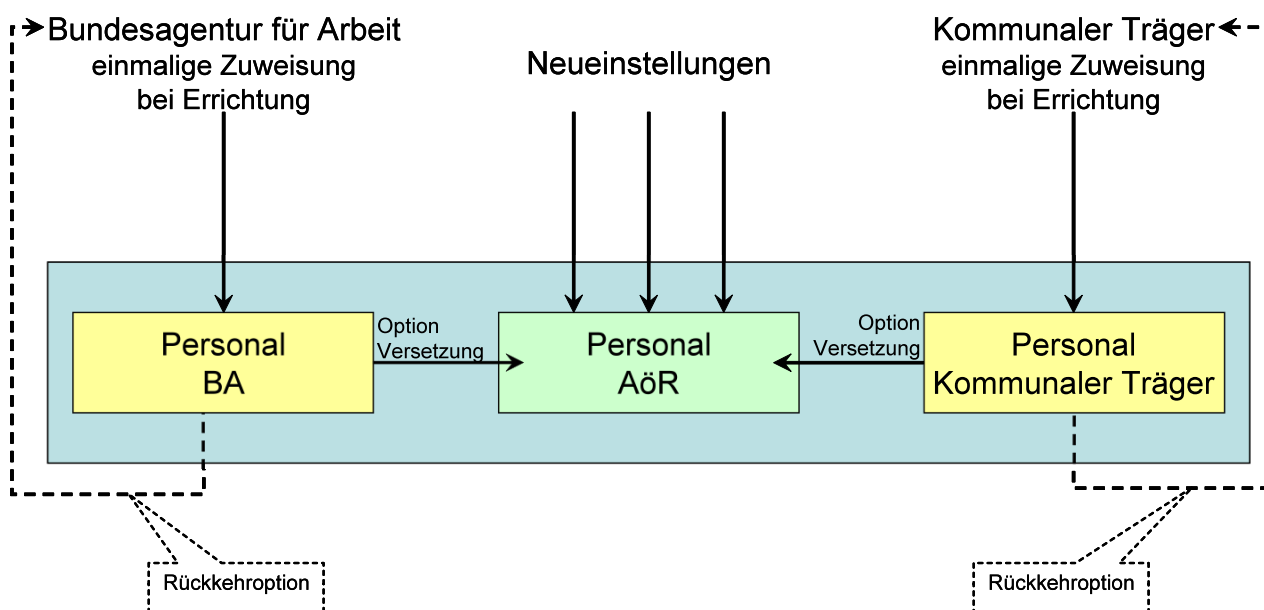 Bundesagentur für Arbeit
einmalige Zuweisung
bei Errichtung
Neueinstellungen
Kommunaler Träger
einmalige Zuweisung
bei Errichtung
Personal
BA
Option
Versetzung
Personal
AöR
Option
Versetzung
Personal
Kommunaler Träger
Rückkehroption
Rückkehroption